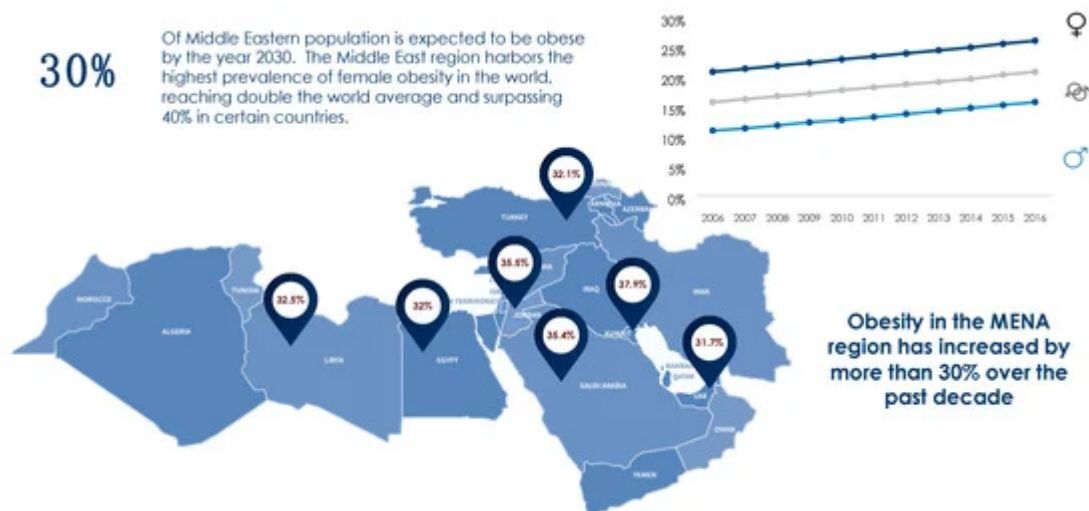 30%
Of Middle Eastern population is expected to be obese
by the year 2030. The Middle East region harbors the
highest prevalence of female obesity in the world,
reaching double the world average and surpassing
40% in certain countries.
30%
25%
20%
15%
10%
5%
0%
2006 2007 2008 2009 2010 2011 2012 2013 2014 2015 2016
32.1%
TURKEY
ARMENIA
35.5%
32.5%
32%
37.9%
MOROCCO
TUNISIA
IRAQ
IRAN
ALGERIA
JORDAN
LIBYA
EGYPT
35.4%
31.7%
SAUDI ARABIA
QATAR
UAE
OMAN
YEMEN
Obesity in the MENA
region has increased by
more than 30% over the
past decade